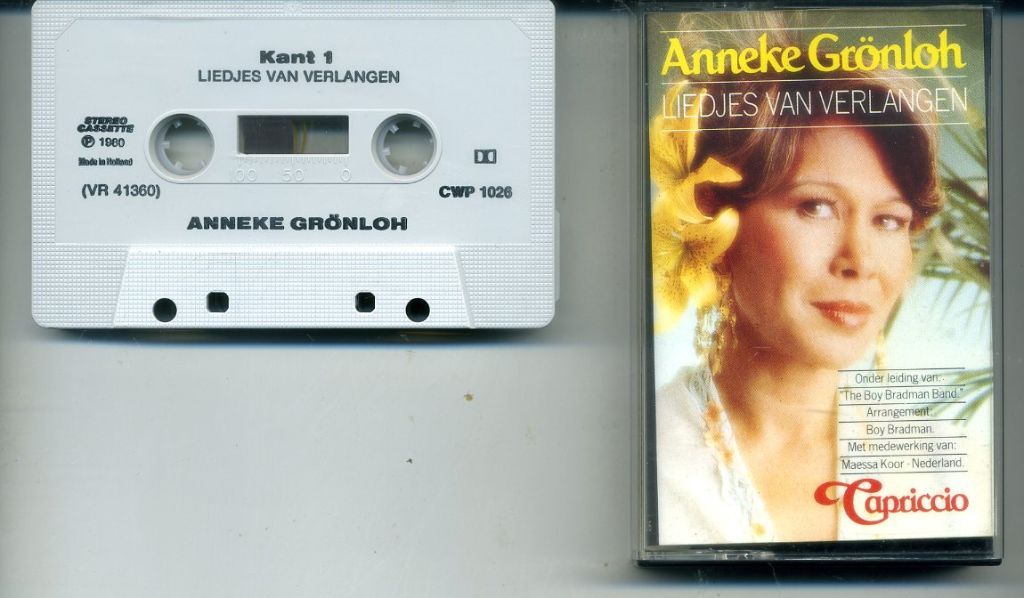 Kant 1
LIEDJES VAN VERLANGEN
STEREO
CASSETTE
℗ 1980
Made in Holland
(VR 41360)
100 50 0
CWP 1026
ANNEKE GRÖNLOH
Anneke Grönloh
LIEDJES VAN VERLANGEN
Onder leiding van:
"The Boy Bradman Band."
Arrangement:
Boy Bradman.
Met medewerking van:
Maessa Koor - Nederland.
Capriccio